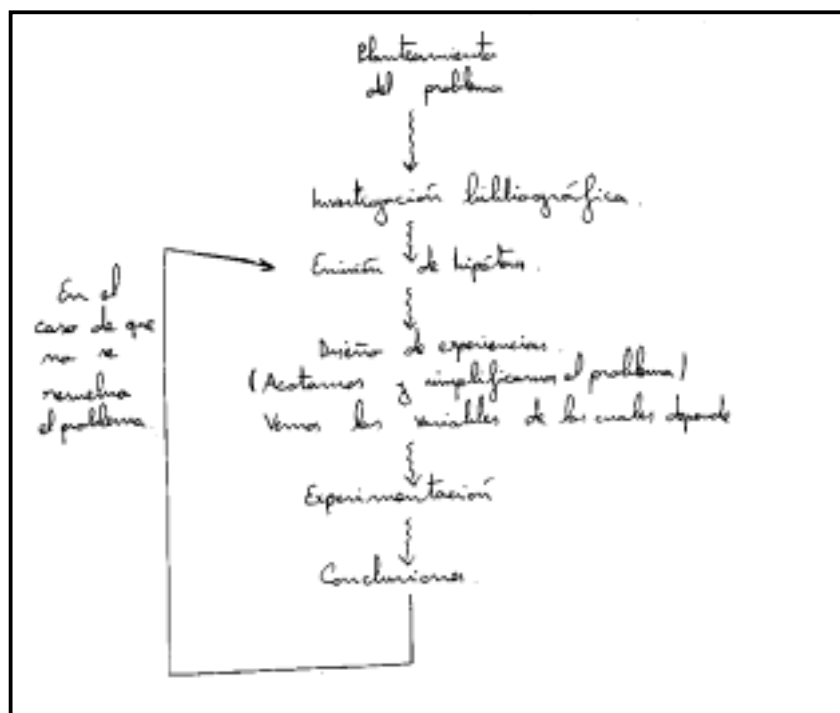 Planteamiento
del problema
Investigación bibliográfica.
Emisión de hipótesis.
Diseño de experiencias.
(Acotamos y simplificamos el problema)
Vemos las variables de las cuales depende
Experimentación
Conclusiones.
En el
caso de que
no se
resuelva
el problema.